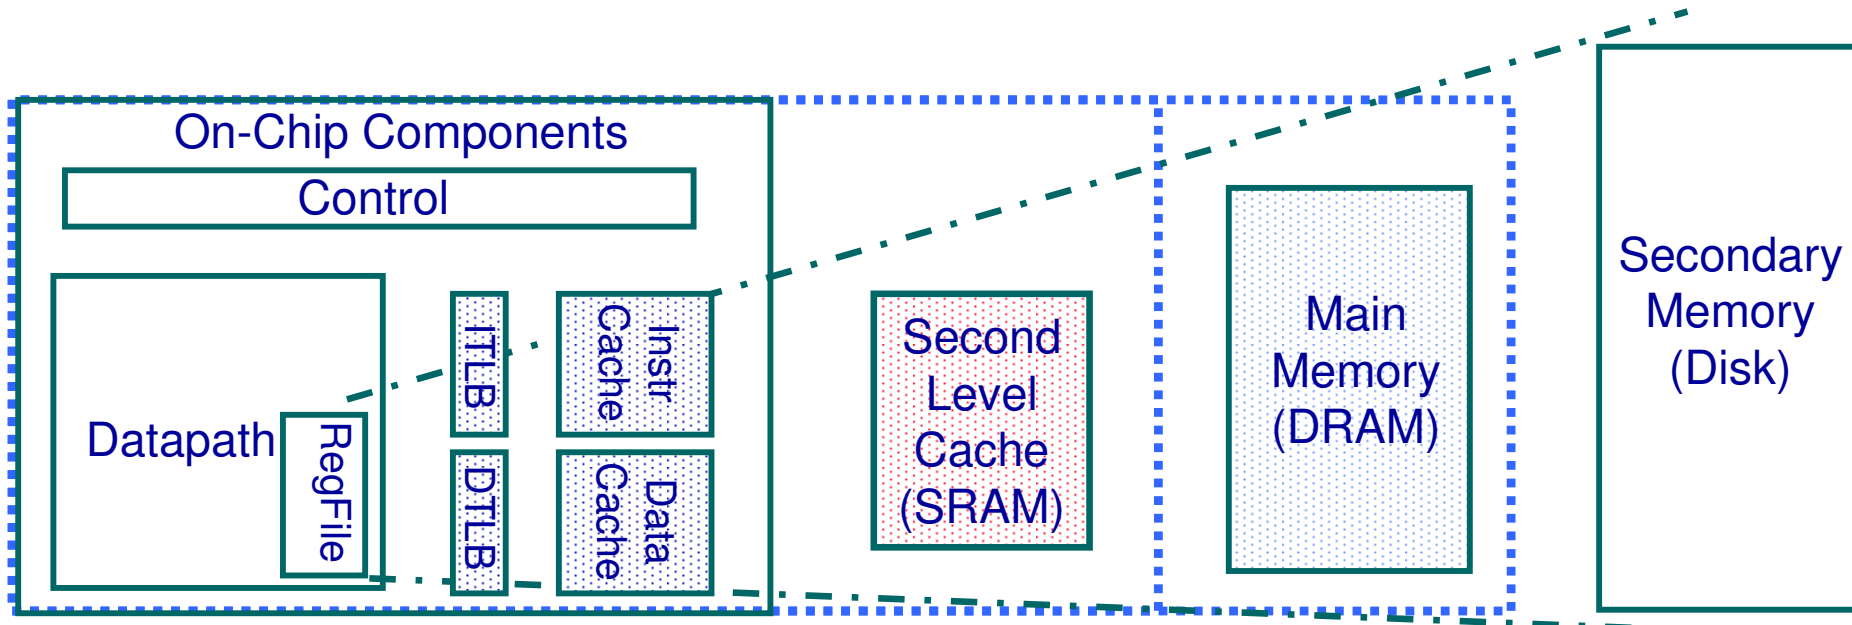 On-Chip Components
Control
Datapath
RegFile
ITLB
DTLB
Instr
Cache
Data
Cache
Second
Level
Cache
(SRAM)
Main
Memory
(DRAM)
Secondary
Memory
(Disk)